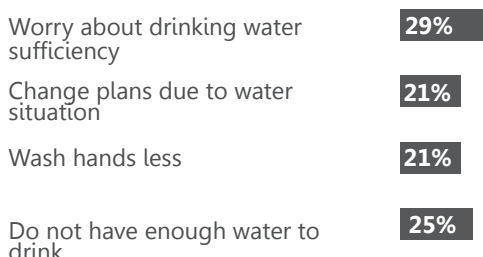 Worry about drinking water 29%
sufficiency
Change plans due to water 21%
situation
Wash hands less 21%
Do not have enough water to 25%
drink